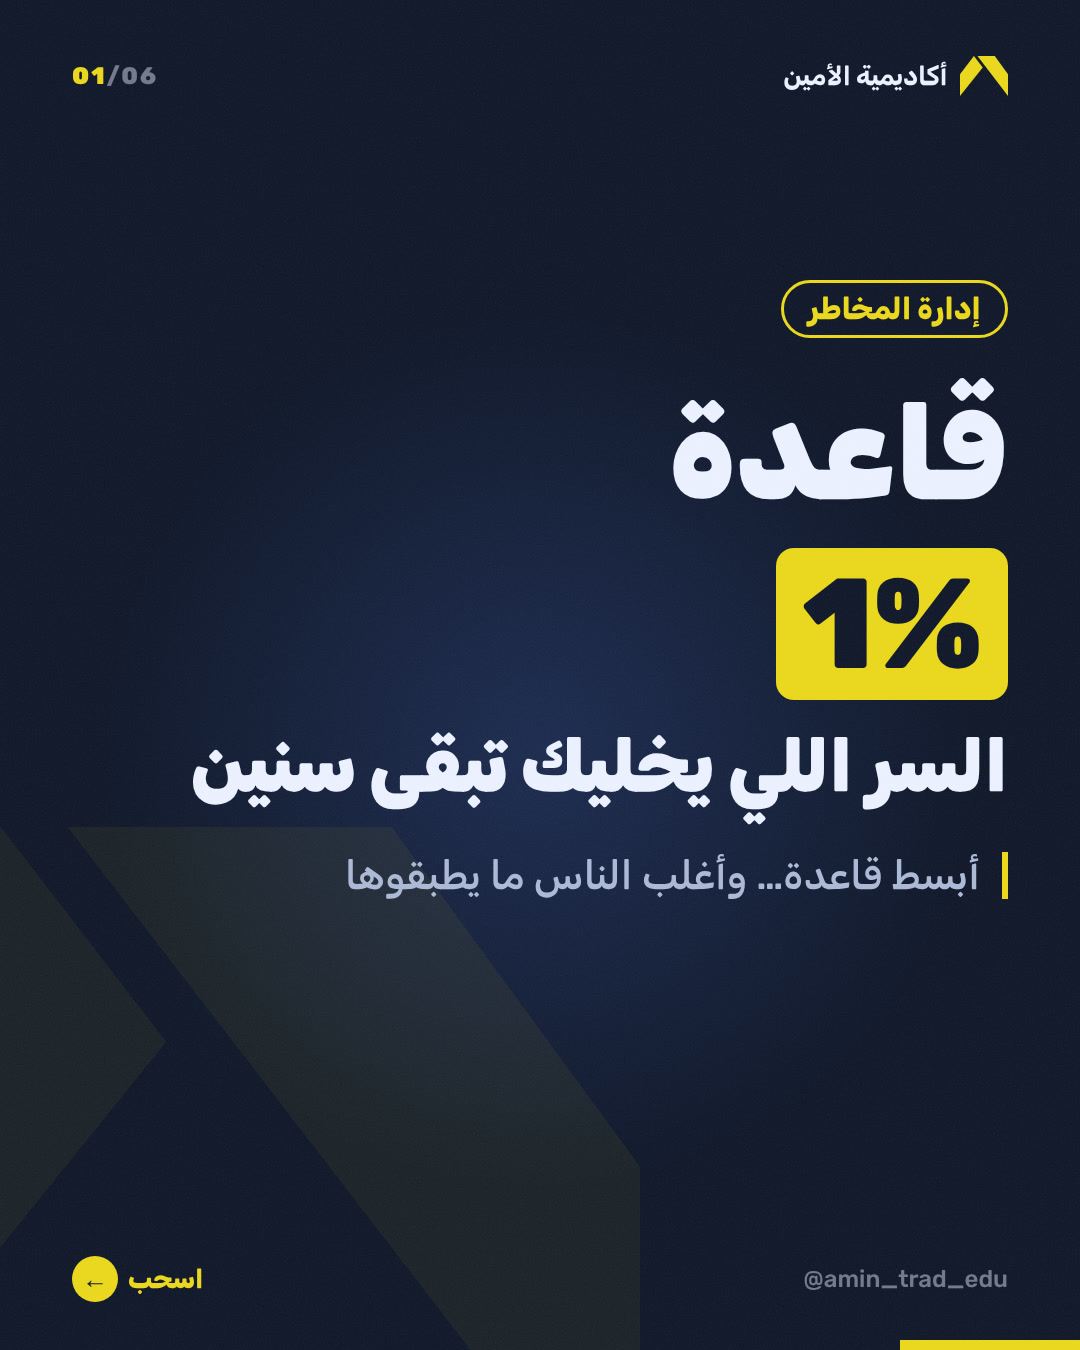 أكاديمية الأمين
01/06
إدارة المخاطر
قاعدة
1%
السر اللي يخليك تبقى سنين
أبسط قاعدة... وأغلب الناس ما يطبقوها
@amin_trad_edu
اسحب ←